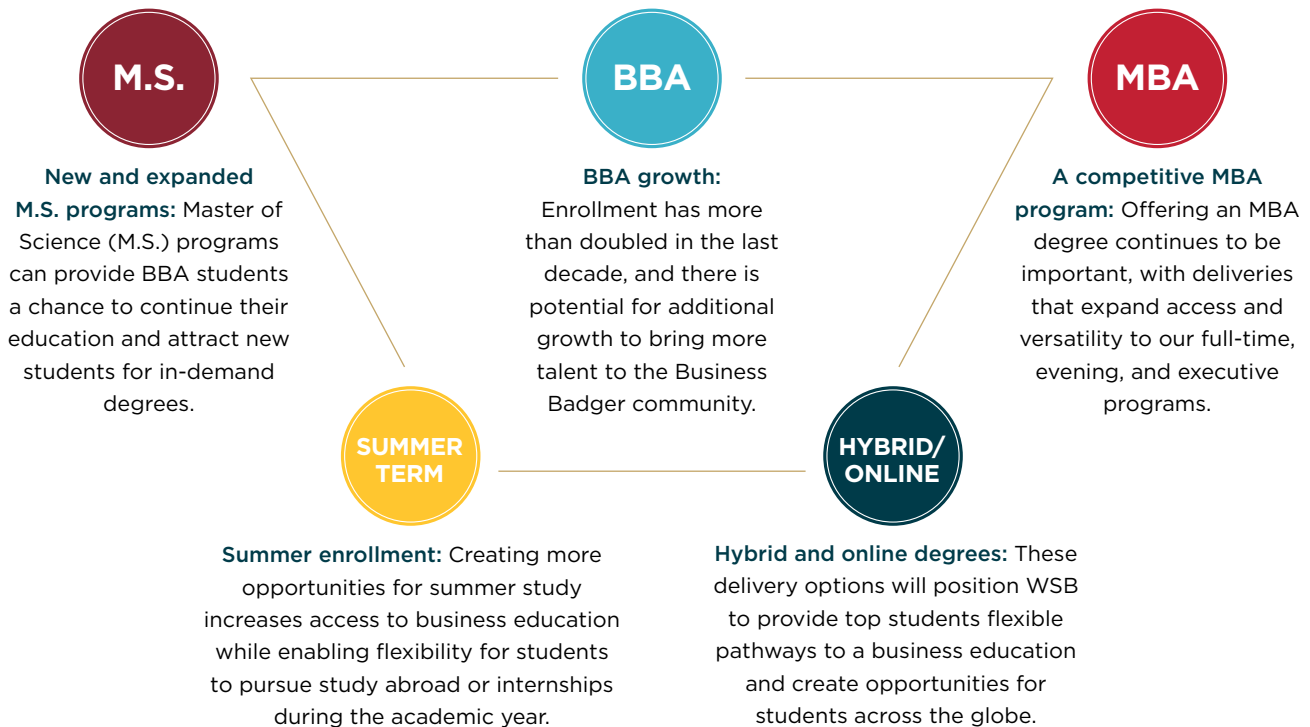 M.S.
New and expanded
M.S. programs: Master of
Science (M.S.) programs
can provide BBA students
a chance to continue their
education and attract new
students for in-demand
degrees.
BBA
BBA growth:
Enrollment has more
than doubled in the last
decade, and there is
potential for additional
growth to bring more
talent to the Business
Badger community.
MBA
A competitive MBA
program: Offering an MBA
degree continues to be
important, with deliveries
that expand access and
versatility to our full-time,
evening, and executive
programs.
SUMMER
TERM
Summer enrollment: Creating more
opportunities for summer study
increases access to business education
while enabling flexibility for students
to pursue study abroad or internships
during the academic year.
HYBRID/
ONLINE
Hybrid and online degrees: These
delivery options will position WSB
to provide top students flexible
pathways to a business education
and create opportunities for
students across the globe.